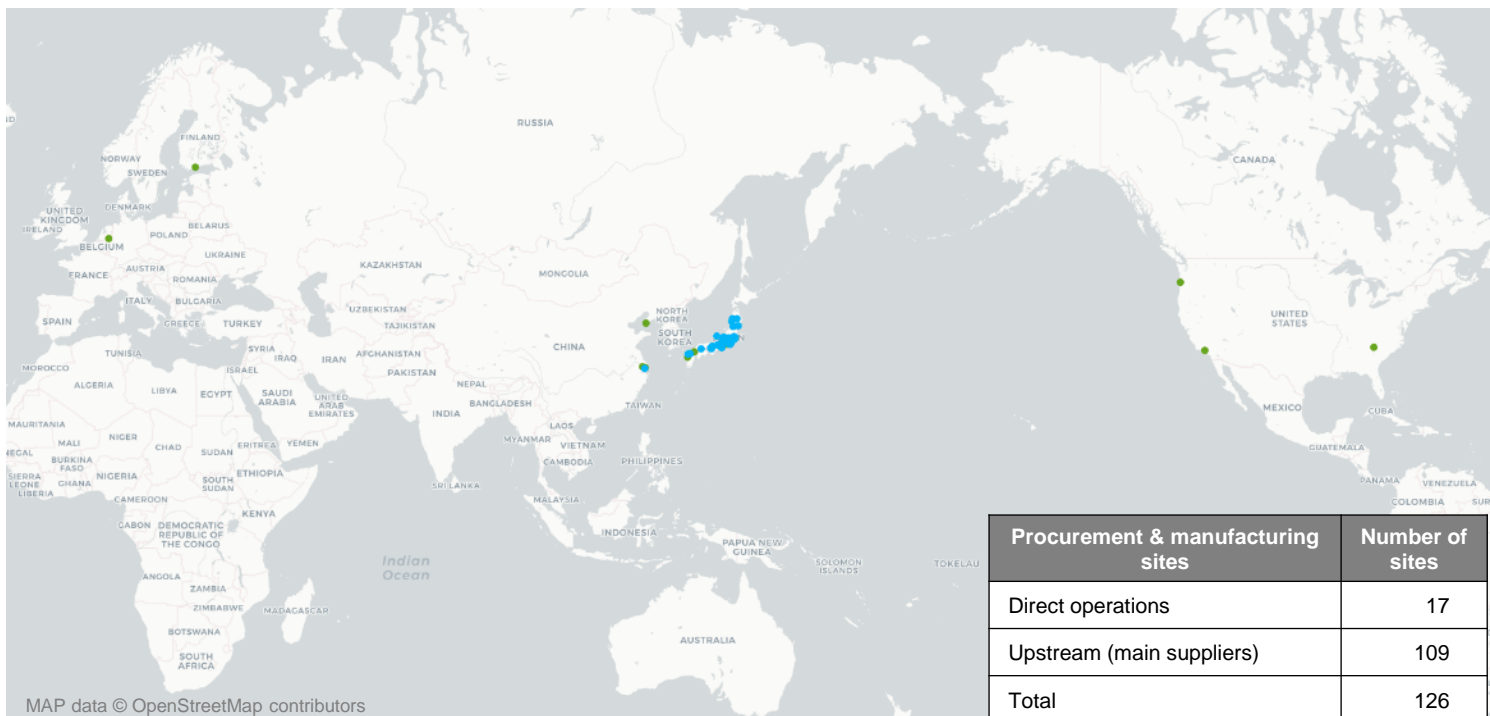 RUSSIA
FINLAND
NORWAY
SWEDEN
CANADA
UNITED
KINGDOM
IRELAND
DENMARK
BELARUS
POLAND
BELGIUM
UKRAINE
FRANCE
AUSTRIA
KAZAKHSTAN
MONGOLIA
ROMANIA
ITALY
BULGARIA
UZBEKISTAN
NORTH
KOREA
UNITED
STATES
SPAIN
GREECE
TURKEY
TAJIKISTAN
SOUTH
KOREA
CHINA
TUNISIA
SYRIA
IRAQ
IRAN
AFGHANISTAN
MOROCCO
ISRAEL
PAKISTAN
ALGERIA
LIBYA
EGYPT
SAUDI
ARABIA
UNITED
ARAB
EMIRATES
NEPAL
BANGLADESH
INDIA
TAIWAN
MEXICO
CUBA
MAURITANIA
MALI
NIGER
CHAD
SUDAN
ERITREA
YEMEN
LAOS
MYANMAR
VIETNAM
GUATEMALA
BURKINA
FASO
NIGERIA
GHANA
SIERRA
LEONE
LIBERIA
SOUTH
SUDAN
ETHIOPIA
CAMBODIA
PHILIPPINES
SRI LANKA
PANAMA
VENEZUELA
CAMEROON
MALAYSIA
COLOMBIA
KENYA
GABON
DEMOCRATIC
REPUBLIC OF
THE CONGO
INDONESIA
PAPUA NEW
GUINEA
SOLOMON
ISLANDS
TOKELAU
Indian
Ocean
ANGOLA
ZAMBIA
ZIMBABWE
MADAGASCAR
BOTSWANA
SOUTH
AFRICA
AUSTRALIA
Procurement & manufacturing
sites
Number of
sites
Direct operations 17
Upstream (main suppliers) 109
Total 126
MAP data © OpenStreetMap contributors